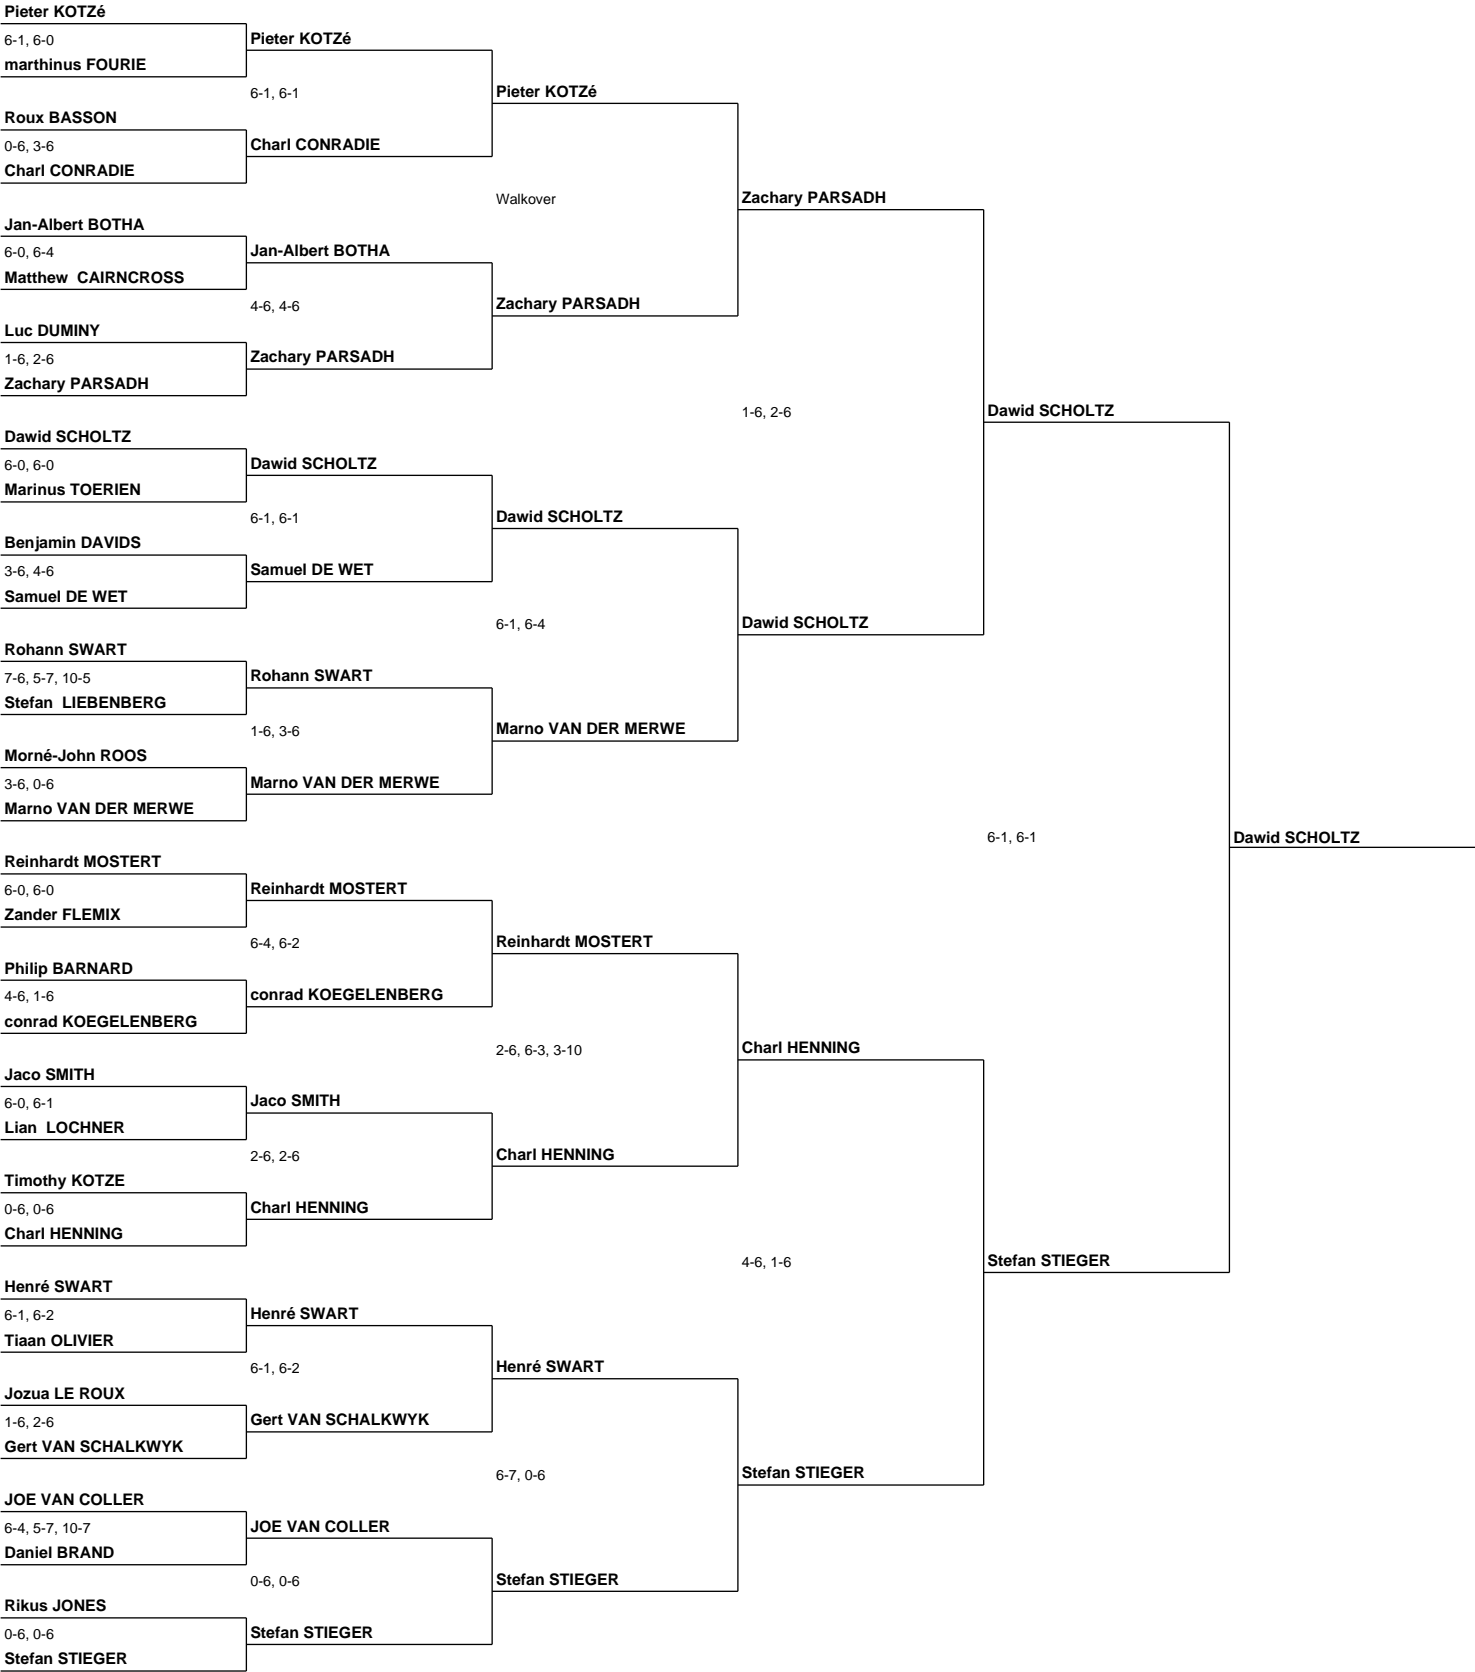 Pieter KOTZé
6-1, 6-0
marthinus FOURIE
Roux BASSON
0-6, 3-6
Charl CONRADIE
Jan-Albert BOTHA
6-0, 6-4
Matthew  CAIRNCROSS
Luc DUMINY
1-6, 2-6
Zachary PARSADH
Dawid SCHOLTZ
6-0, 6-0
Marinus TOERIEN
Benjamin DAVIDS
3-6, 4-6
Samuel DE WET
Rohann SWART
7-6, 5-7, 10-5
Stefan  LIEBENBERG
Morné-John ROOS
3-6, 0-6
Marno VAN DER MERWE
Reinhardt MOSTERT
6-0, 6-0
Zander FLEMIX
Philip BARNARD
4-6, 1-6
conrad KOEGELENBERG
Jaco SMITH
6-0, 6-1
Lian  LOCHNER
Timothy KOTZE
0-6, 0-6
Charl HENNING
Henré SWART
6-1, 6-2
Tiaan OLIVIER
Jozua LE ROUX
1-6, 2-6
Gert VAN SCHALKWYK
JOE VAN COLLER
6-4, 5-7, 10-7
Daniel BRAND
Rikus JONES
0-6, 0-6
Stefan STIEGER
Pieter KOTZé
6-1, 6-1
Charl CONRADIE
Jan-Albert BOTHA
4-6, 4-6
Zachary PARSADH
Dawid SCHOLTZ
6-1, 6-1
Samuel DE WET
Rohann SWART
1-6, 3-6
Marno VAN DER MERWE
Reinhardt MOSTERT
6-4, 6-2
conrad KOEGELENBERG
Jaco SMITH
2-6, 2-6
Charl HENNING
Henré SWART
6-1, 6-2
Gert VAN SCHALKWYK
JOE VAN COLLER
0-6, 0-6
Stefan STIEGER
Pieter KOTZé
Walkover
Zachary PARSADH
Dawid SCHOLTZ
6-1, 6-4
Marno VAN DER MERWE
Reinhardt MOSTERT
2-6, 6-3, 3-10
Charl HENNING
Henré SWART
6-7, 0-6
Stefan STIEGER
Zachary PARSADH
1-6, 2-6
Dawid SCHOLTZ
Charl HENNING
4-6, 1-6
Stefan STIEGER
Dawid SCHOLTZ
6-1, 6-1
Stefan STIEGER
Dawid SCHOLTZ